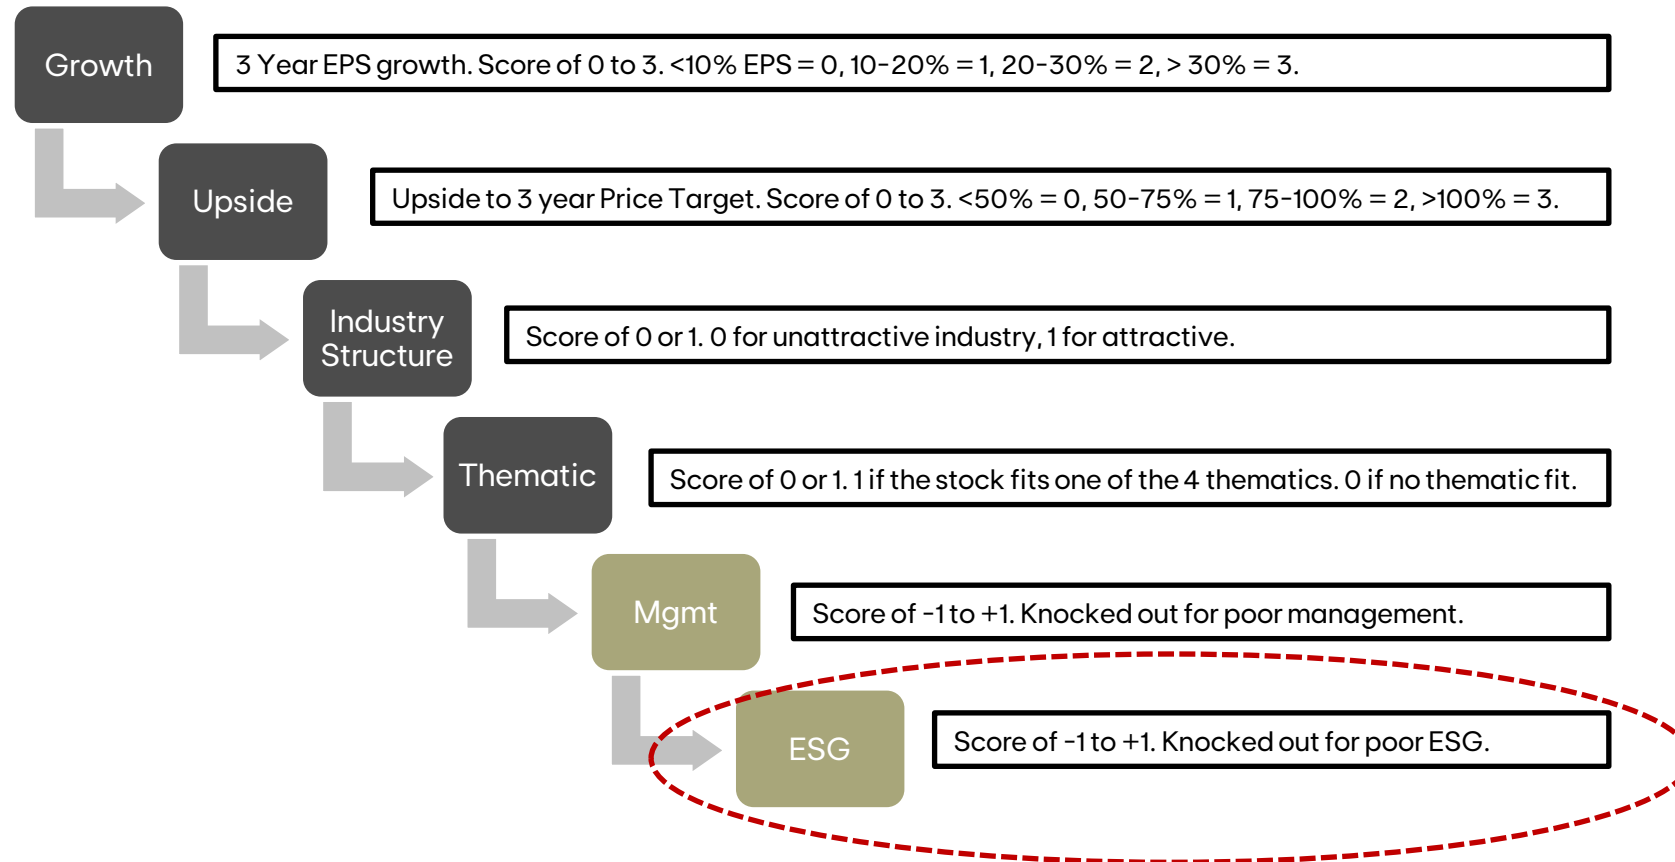 Growth
3 Year EPS growth. Score of 0 to 3. <10% EPS = 0, 10-20% = 1, 20-30% = 2, > 30% = 3.
Upside
Upside to 3 year Price Target. Score of 0 to 3. <50% = 0, 50-75% = 1, 75-100% = 2, >100% = 3.
Industry
Structure
Score of 0 or 1. 0 for unattractive industry, 1 for attractive.
Thematic
Score of 0 or 1. 1 if the stock fits one of the 4 thematics. 0 if no thematic fit.
Mgmt
Score of -1 to +1. Knocked out for poor management.
ESG
Score of -1 to +1. Knocked out for poor ESG.